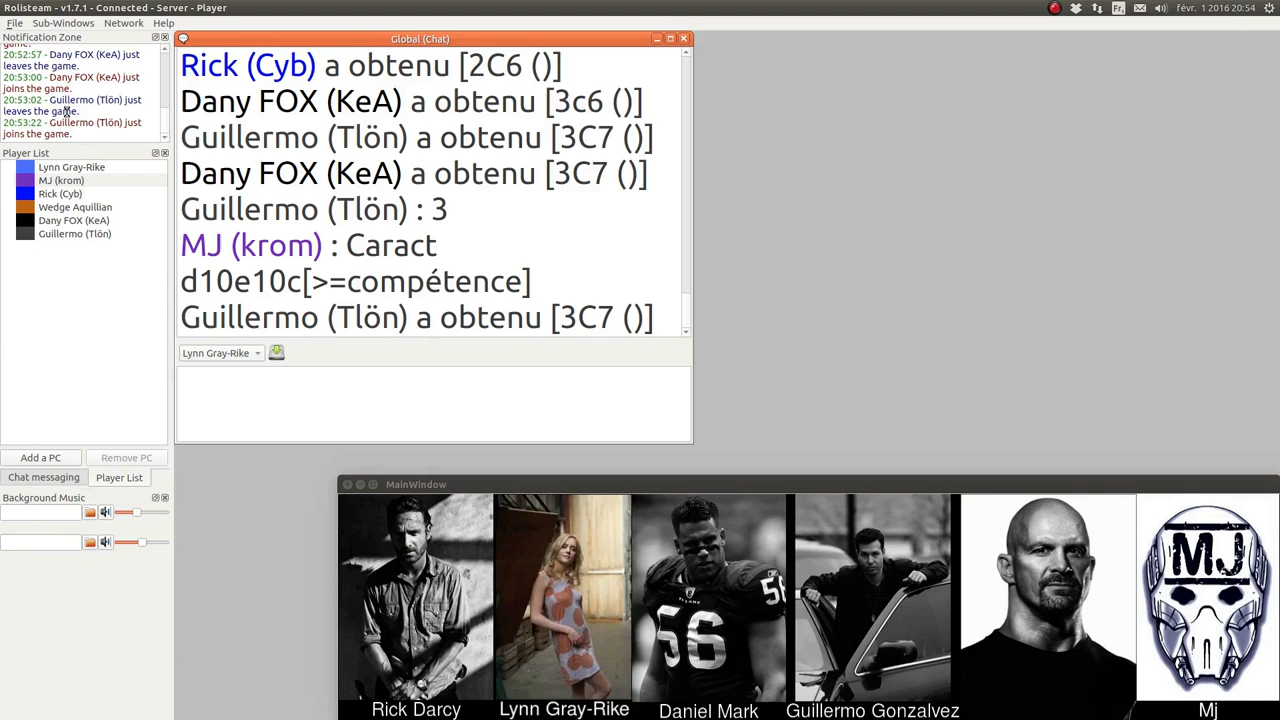 Rolisteam - v1.7.1 - Connected - Server - Player
Fr₁
févr. 1 2016 20:54
File Sub-Windows Network Help
Notification Zone
game.
20:52:57 - Dany FOX (KeA) just
leaves the game.
20:53:00 - Dany FOX (KeA) just
joins the game.
20:53:02 - Guillermo (Tlön) just
leaves the game.
20:53:22 - Guillermo (Tlön) just
joins the game.
Player List
Lynn Gray-Rike
MJ (krom)
Rick (Cyb)
Wedge Aquillian
Dany FOX (KeA)
Guillermo (Tlön)
Add a PC Remove PC
Chat messaging Player List
Background Music
Global (Chat)
Rick (Cyb) a obtenu [2C6 ()]
Dany FOX (KeA) a obtenu [3c6 ()]
Guillermo (Tlön) a obtenu [3C7 ()]
Dany FOX (KeA) a obtenu [3C7 ()]
Guillermo (Tlön) : 3
MJ (krom) : Caract
d10e10c[>=compétence]
Guillermo (Tlön) a obtenu [3C7 ()]
Lynn Gray-Rike
MainWindow
56
56
MJ
Rick Darcy
Lynn Gray-Rike
Daniel Mark
Guillermo Gonzalvez
Mj